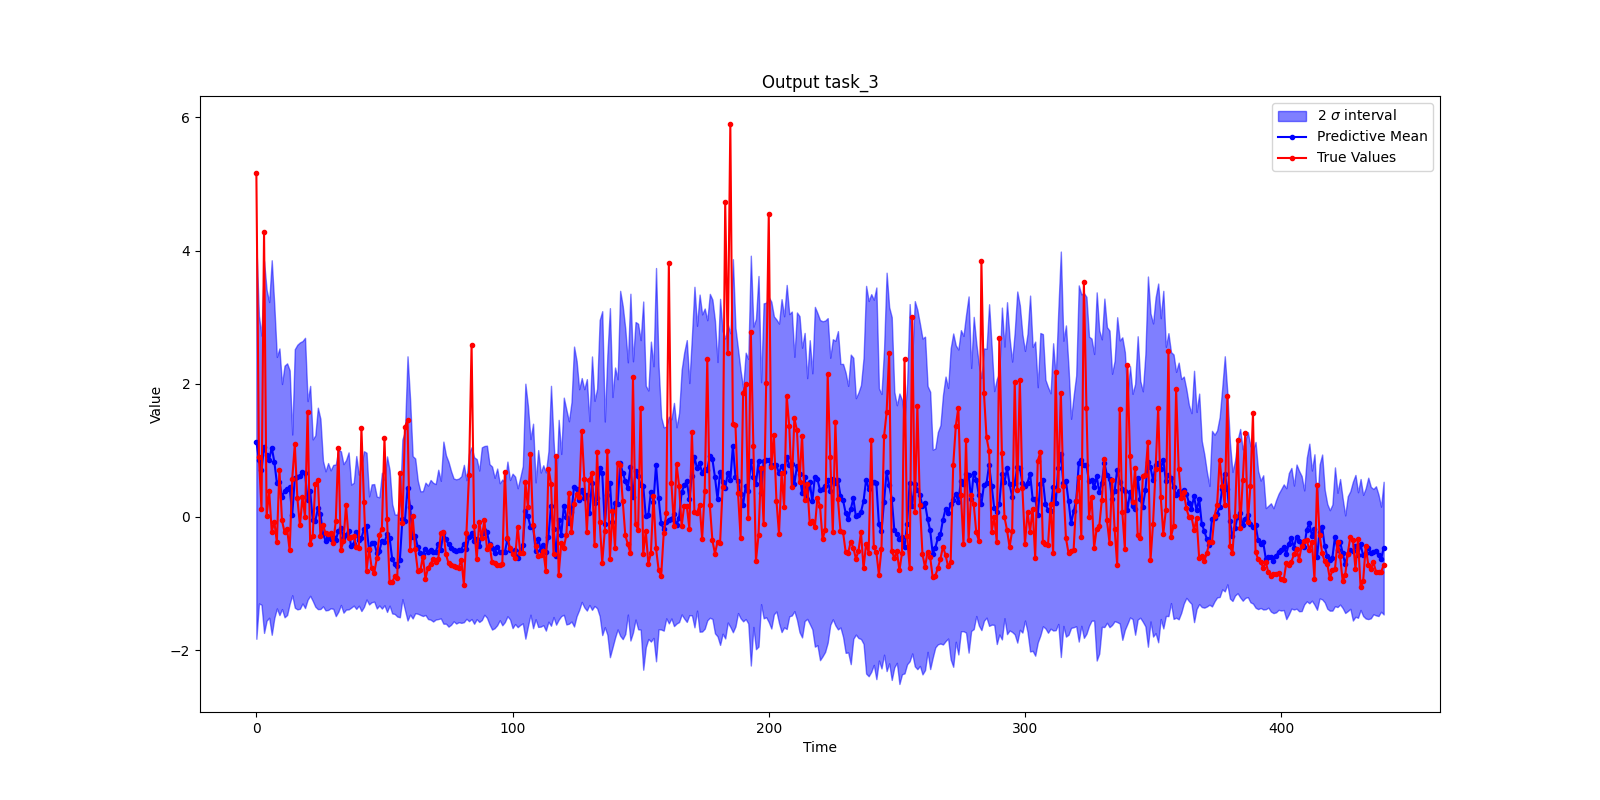 Output task_3
2 σ interval
Predictive Mean
True Values
Value
6
4
2
0
−2
0
100
200
300
400
Time